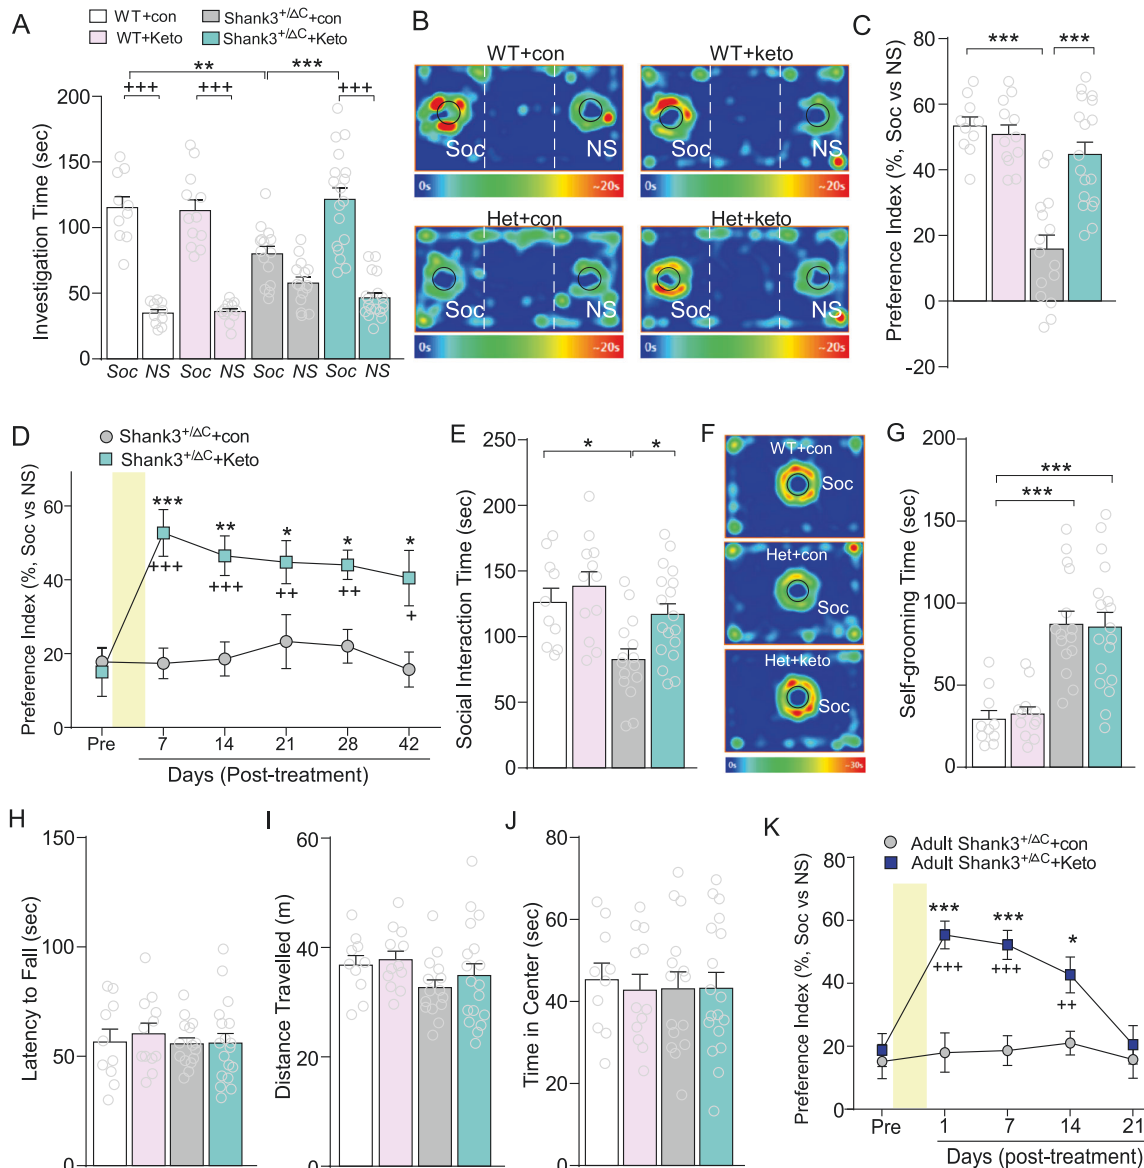 A
WT+con
Shank3+/ΔC+con
WT+Keto
Shank3+/ΔC+Keto
** ***
+++ +++ +++
Investigation Time (sec)
200
150
100
50
0
Soc NS Soc NS Soc NS Soc NS
B
WT+con
WT+keto
Soc NS
Soc NS
0s ~20s
0s ~20s
Het+con
Het+keto
Soc NS
Soc NS
0s ~20s
0s ~20s
C
*** ***
Preference Index (%, Soc vs NS)
80
60
40
20
0
-20
D
Shank3+/ΔC+con
Shank3+/ΔC+Keto
Preference Index (%, Soc vs NS)
60
40
20
0
*** ** * * *
+++ +++ ++ ++ +
Pre 7 14 21 28 42
Days (Post-treatment)
E
* *
Social Interaction Time (sec)
250
200
150
100
50
0
F
WT+con
Soc
Het+con
Soc
Het+keto
Soc
0s ~30s
G
***
***
Self-grooming Time (sec)
200
150
100
50
0
H
Latency to Fall (sec)
150
100
50
0
I
Distance Travelled (m)
60
40
20
0
J
Time in Center (sec)
80
60
40
20
0
K
Adult Shank3+/ΔC+con
Adult Shank3+/ΔC+Keto
Preference Index (%, Soc vs NS)
80
60
40
20
0
*** *** *
+++ +++ ++
Pre 1 7 14 21
Days (post-treatment)